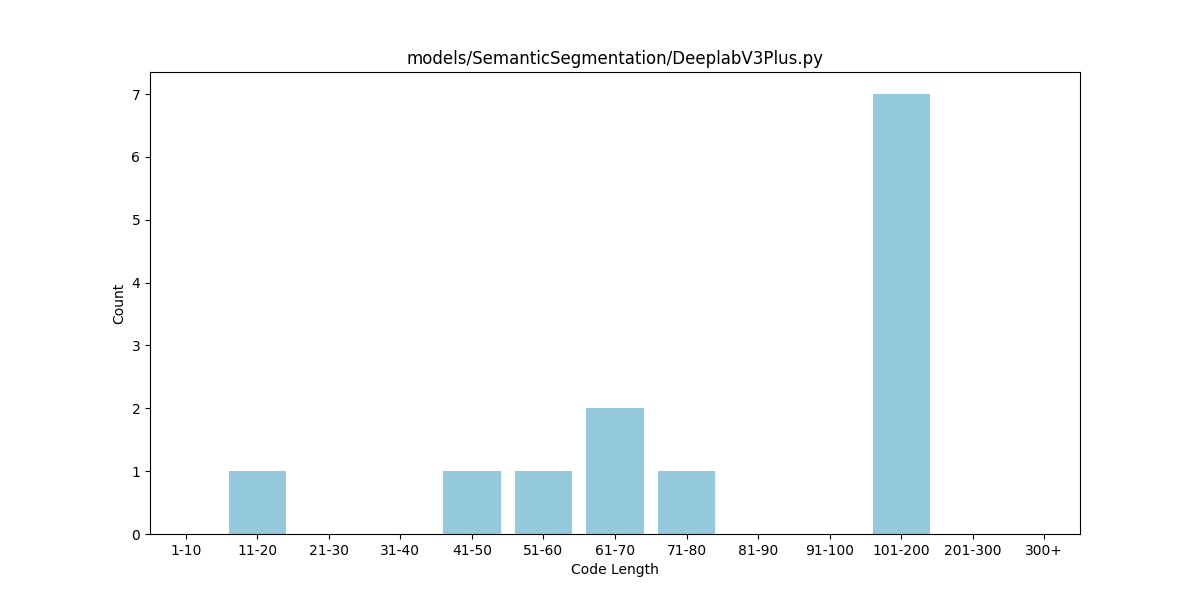 models/SemanticSegmentation/DeeplabV3Plus.py
7
6
5
4
3
2
1
0
Count
1-10 11-20 21-30 31-40 41-50 51-60 61-70 71-80 81-90 91-100 101-200 201-300 300+
Code Length